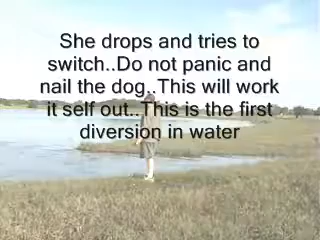 She drops and tries to
switch..Do not panic and
nail the dog..This will work
it self out..This is the first
diversion in water